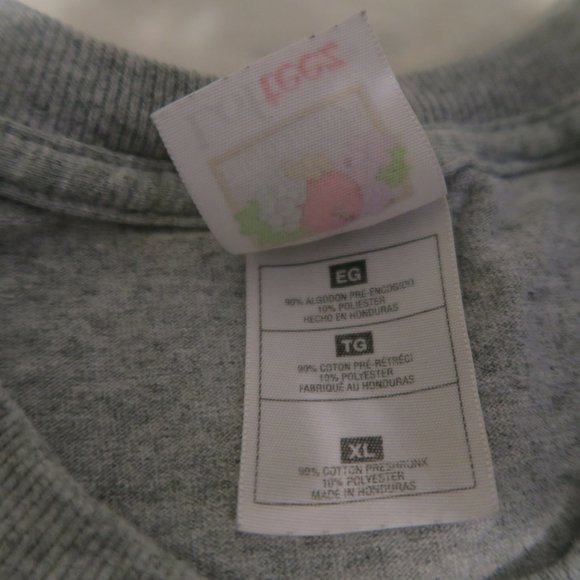 EG
90% ALGODON PRE-ENCOGIDO
10% POLIESTER
HECHO EN HONDURAS
TG
90% COTON PRÉ-RÉTRÉCI
10% POLYESTER
FABRIQUÉ AU HONDURAS
XL
90% COTTON PRESHRUNK
10% POLYESTER
MADE IN HONDURAS